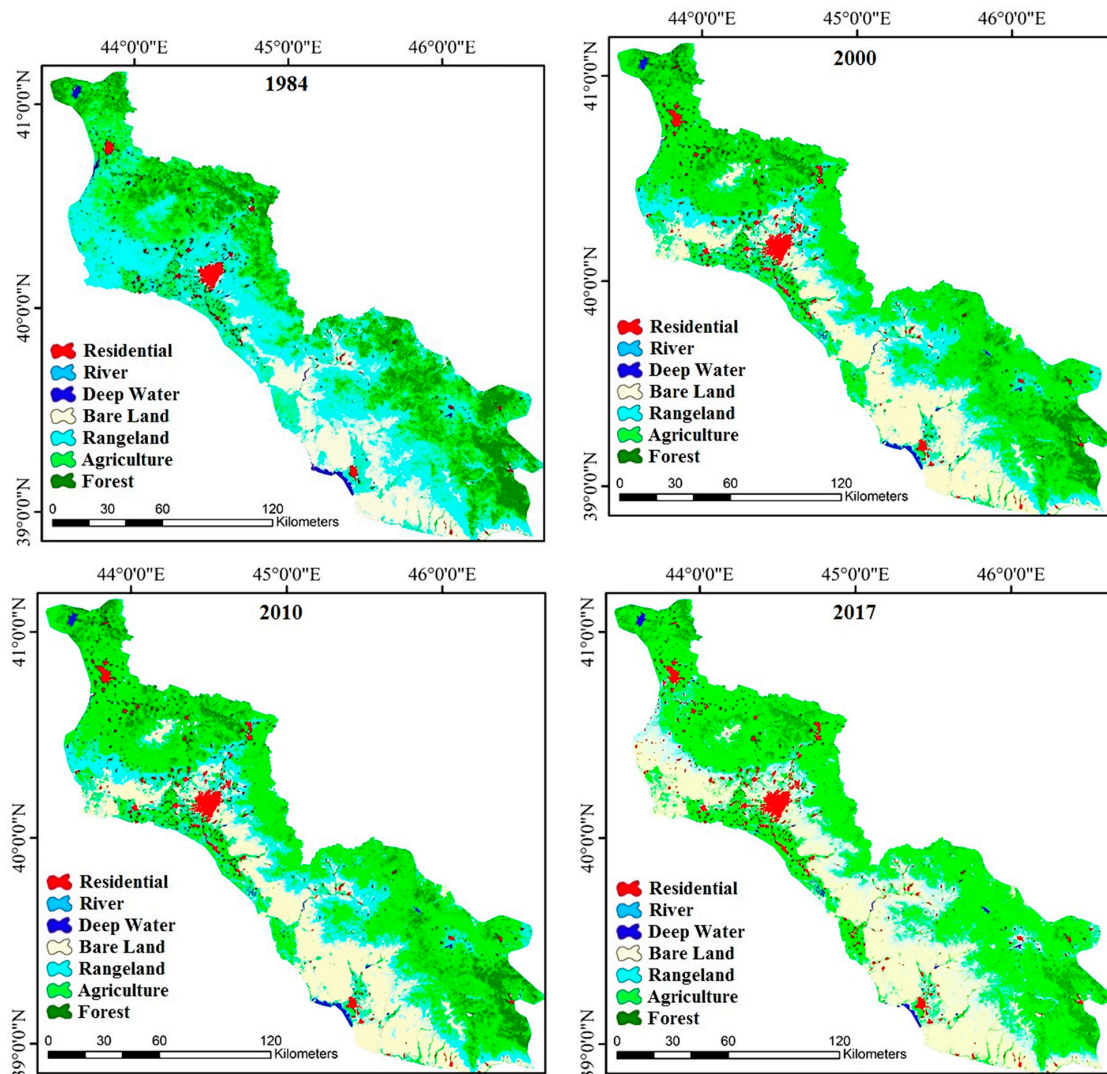 44°0'0"E 45°0'0"E 46°0'0"E
1984
41°0'0"N
40°0'0"N
39°0'0"N
Residential
River
Deep Water
Bare Land
Rangeland
Agriculture
Forest
0 30 60 120
Kilometers
44°0'0"E 45°0'0"E 46°0'0"E
2000
41°0'0"N
40°0'0"N
39°0'0"N
Residential
River
Deep Water
Bare Land
Rangeland
Agriculture
Forest
0 30 60 120
Kilometers
44°0'0"E 45°0'0"E 46°0'0"E
2010
41°0'0"N
40°0'0"N
39°0'0"N
Residential
River
Deep Water
Bare Land
Rangeland
Agriculture
Forest
0 30 60 120
Kilometers
44°0'0"E 45°0'0"E 46°0'0"E
2017
41°0'0"N
40°0'0"N
39°0'0"N
Residential
River
Deep Water
Bare Land
Rangeland
Agriculture
Forest
0 30 60 120
Kilometers